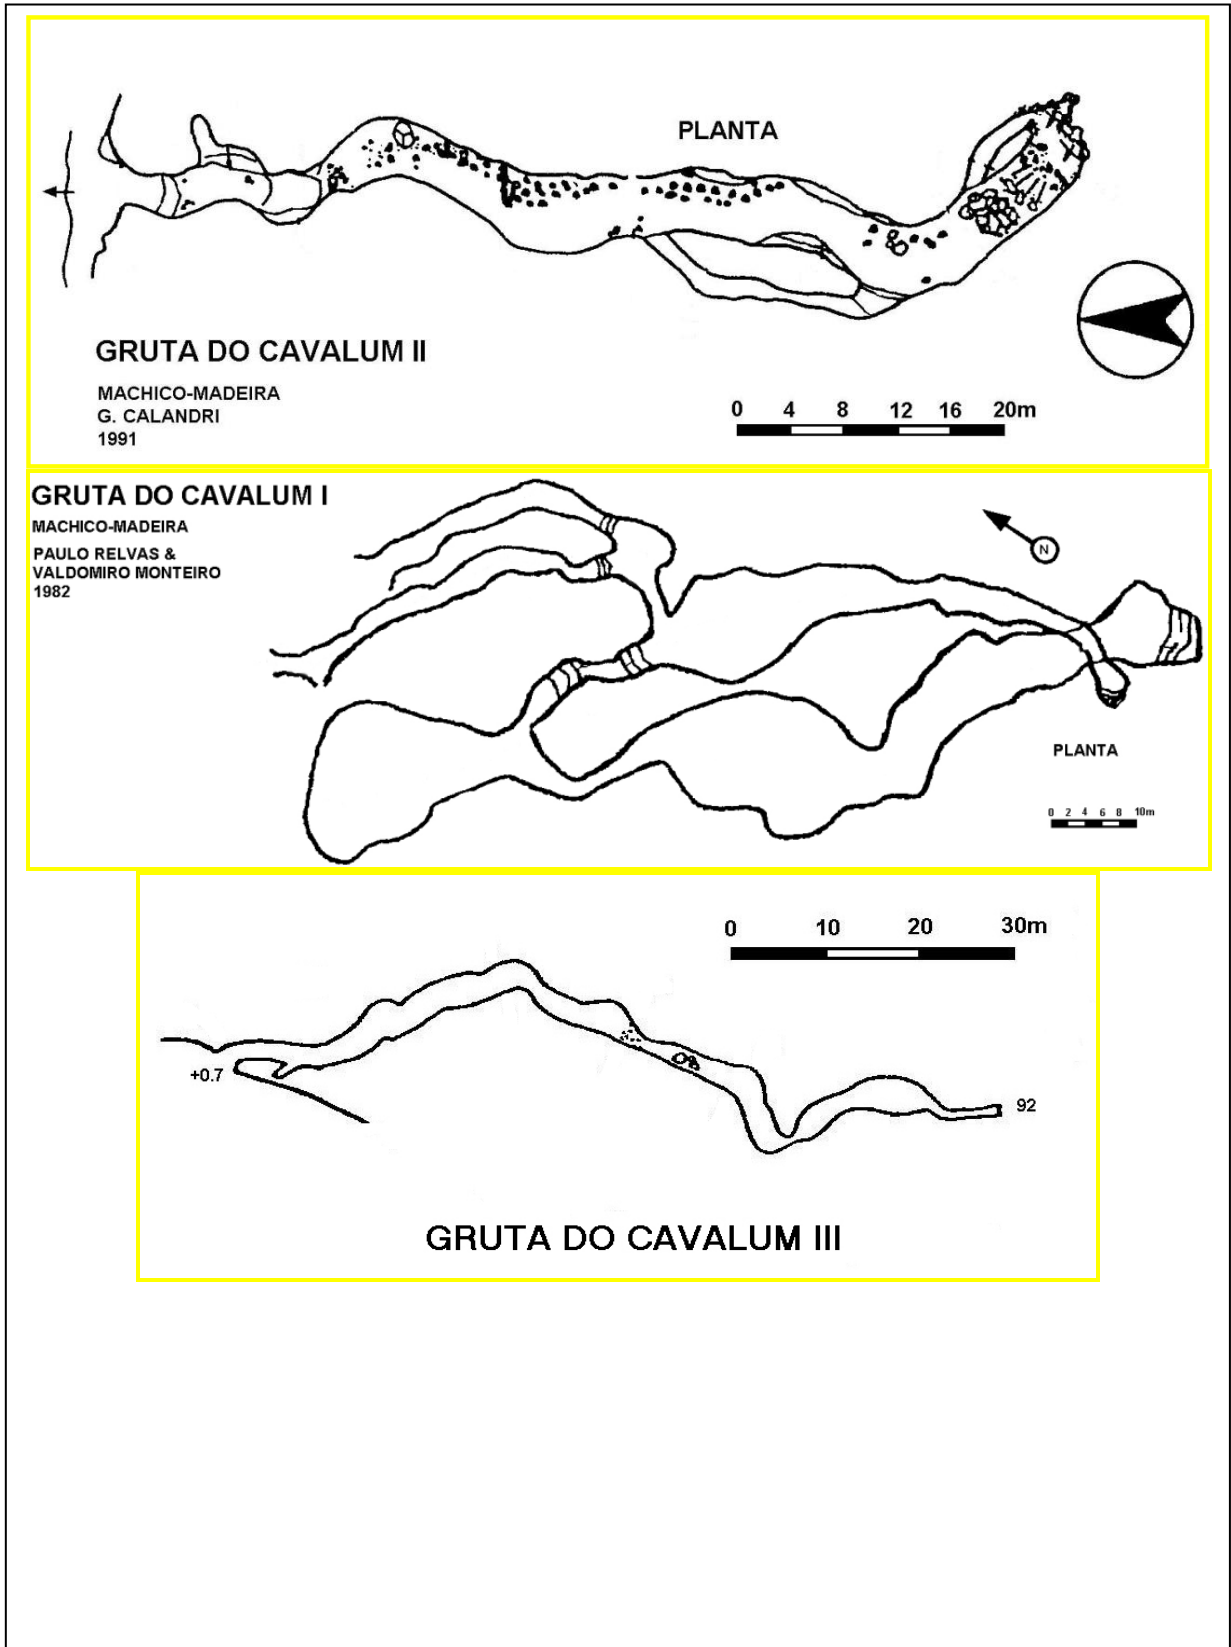 PLANTA
GRUTA DO CAVALUM II
MACHICO-MADEIRA
G. CALANDRI
1991
0 4 8 12 16 20m
GRUTA DO CAVALUM I
MACHICO-MADEIRA
PAULO RELVAS &
VALDOMIRO MONTEIRO
1982
N
PLANTA
0 2 4 6 8 10m
0 10 20 30m
+0.7
92
GRUTA DO CAVALUM III